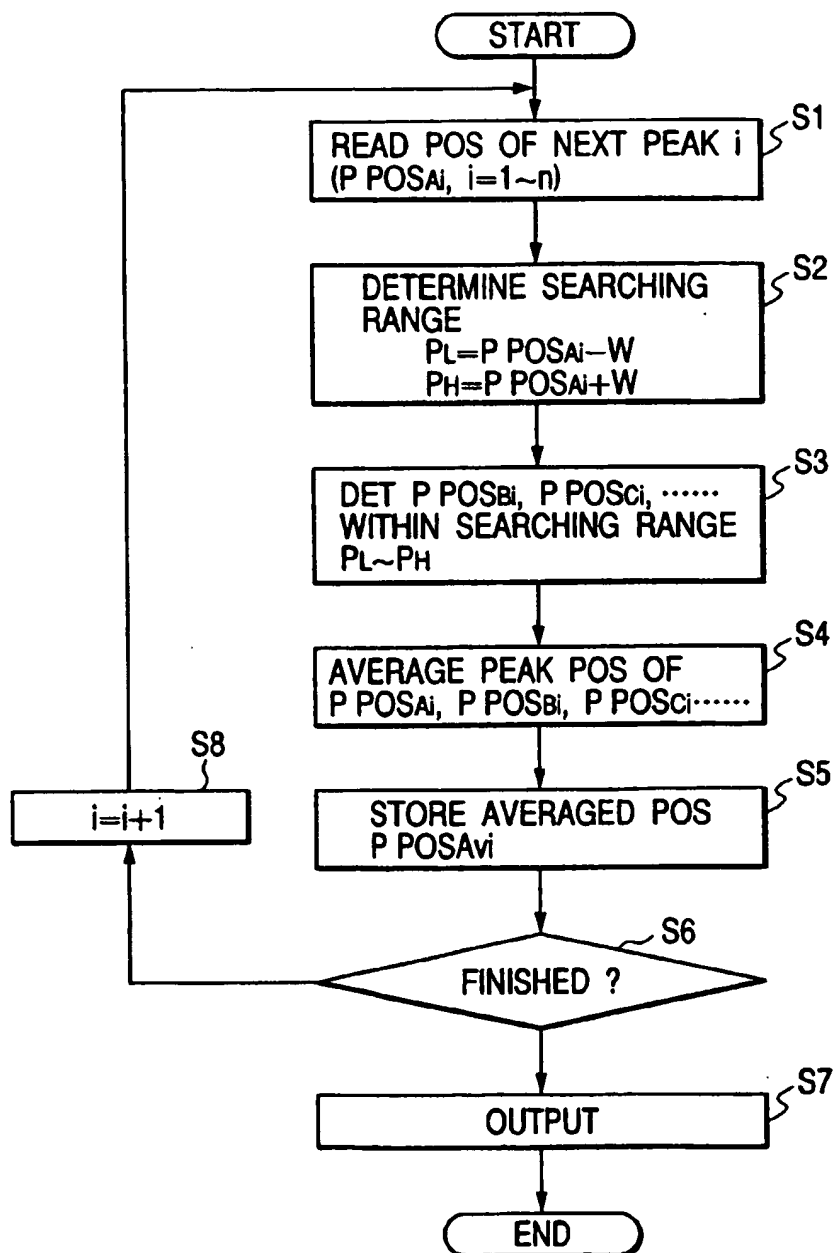 START
S1
READ POS OF NEXT PEAK i
(P POSAi, i=1~n)
S2
DETERMINE SEARCHING
RANGE
PL=P POSAi−W
PH=P POSAi+W
S3
DET P POSBi, P POSCi, ······
WITHIN SEARCHING RANGE
PL~PH
S4
AVERAGE PEAK POS OF
P POSAi, P POSBi, P POSCi······
S8
i=i+1
S5
STORE AVERAGED POS
P POSAvi
S6
FINISHED ?
S7
OUTPUT
END